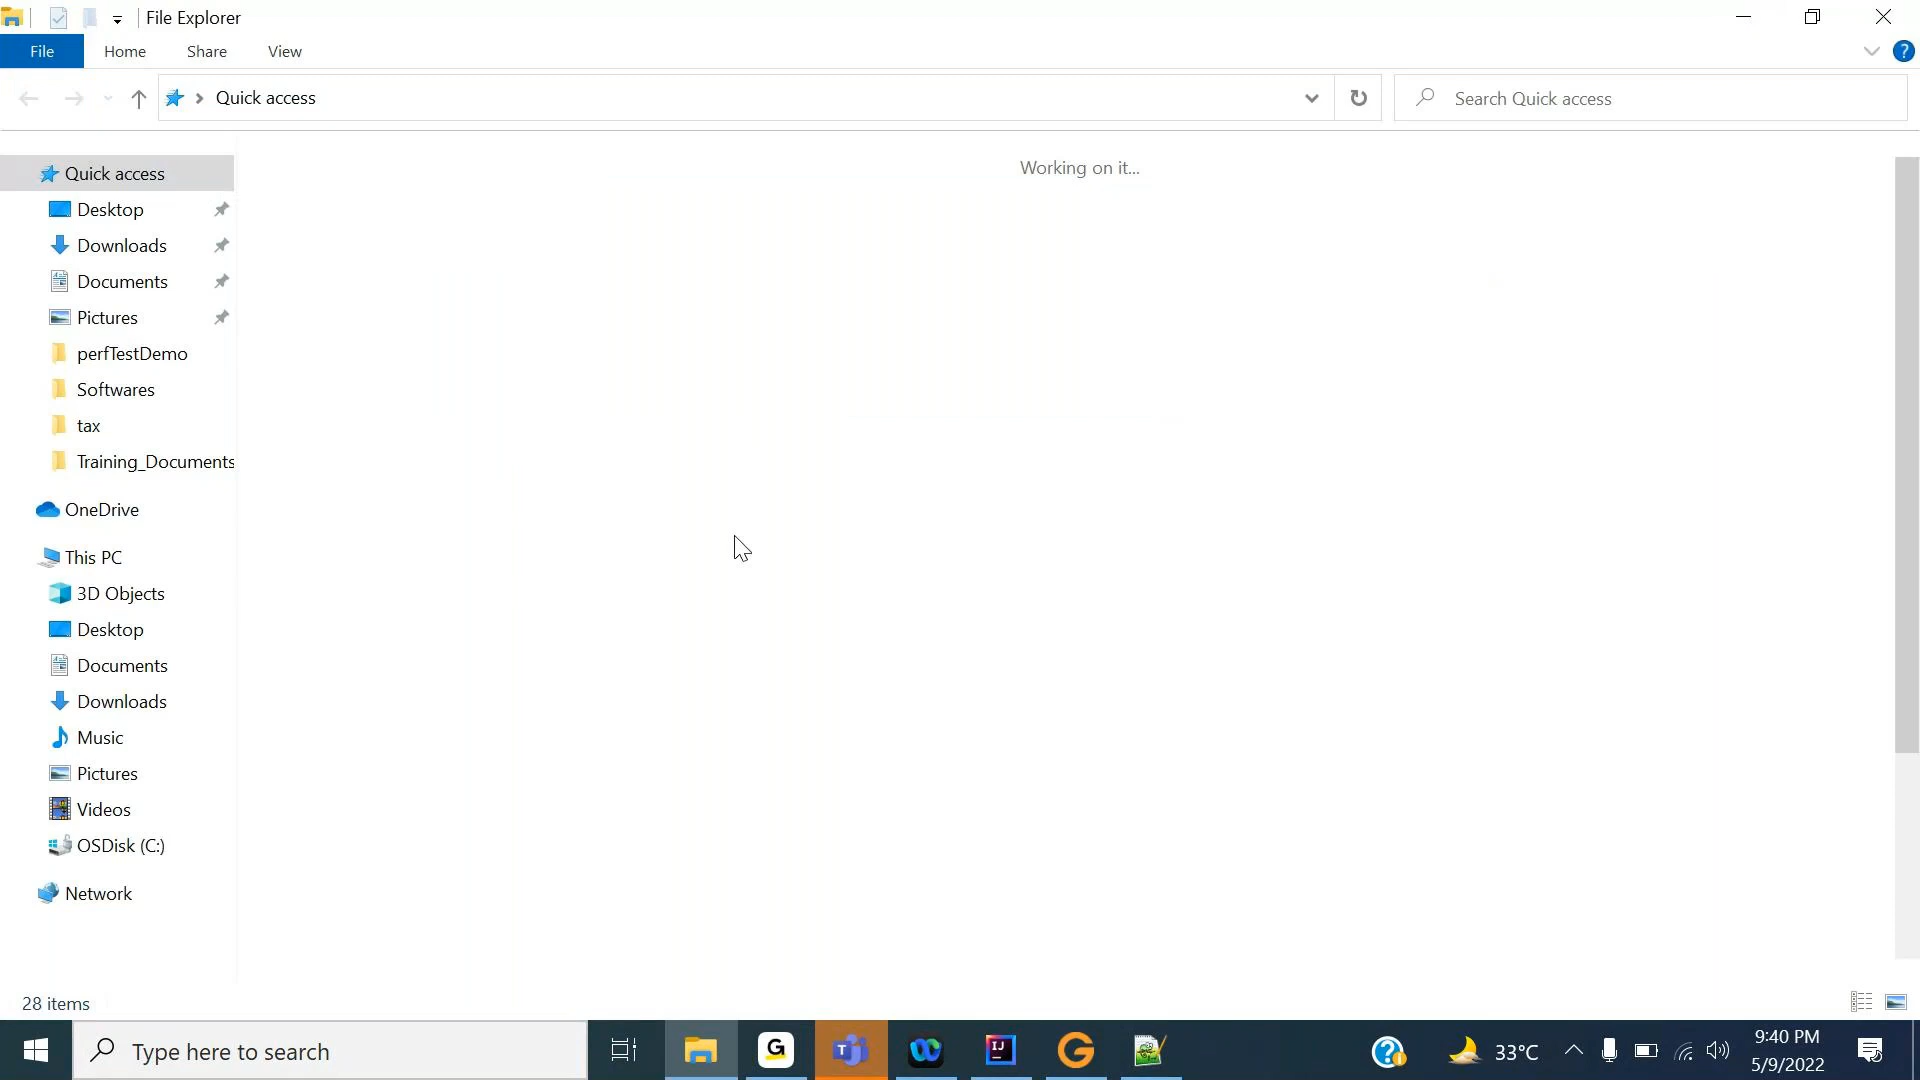 File Explorer
File Home Share View
Quick access
Search Quick access
Working on it...
Quick access
Desktop
Downloads
Documents
Pictures
perfTestDemo
Softwares
tax
Training_Documents
OneDrive
This PC
3D Objects
Desktop
Documents
Downloads
Music
Pictures
Videos
OSDisk (C:)
Network
28 items
Type here to search
33°C
9:40 PM
5/9/2022